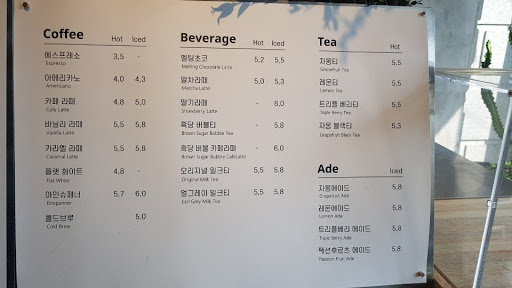 Coffee Hot Iced
에스프레소 3,5 -
Espresso
아메리카노 4,0 4,3
Americano
카페 라떼 4,8 5,0
Cafe Latte
바닐라 라떼 5,5 5,8
Vanilla Latte
카라멜 라떼 5,5 5,8
Caramel Latte
플랫 화이트 4,8 -
Flat White
아인슈페너 5,7 6,0
Einspanner
콜드브루 5,0
Cold Brew
Beverage Hot Iced
멜팅초코 5,2 5,5
Melting Chocolate Latte
말차라떼 5,0 5,3
Matcha Latte
딸기라떼 - 6,0
Strawberry Latte
흑당 버블티 - 5,8
Brown Sugar Bubble Tea
흑당 버블 카페라떼 - 6,0
Brown Sugar Bubble CafeLatte
오리지널 밀크티 5,5 5,8
Original Milk Tea
얼그레이 밀크티 5,5 5,8
Earl Grey Milk Tea
Tea Hot
자몽티 5,5
Grapefruit Tea
레몬티 5,5
Lemon Tea
트리플 베리티 5,5
Triple Berry Tea
자몽 블랙티 5,3
Grapefruit Black Tea
Ade Iced
자몽에이드 5,8
Grapefruit Ade
레몬에이드 5,8
Lemon Ade
트리플베리 에이드 5,8
Triple Berry Ade
패션후르츠 에이드 5,8
Passion Fruit Ade